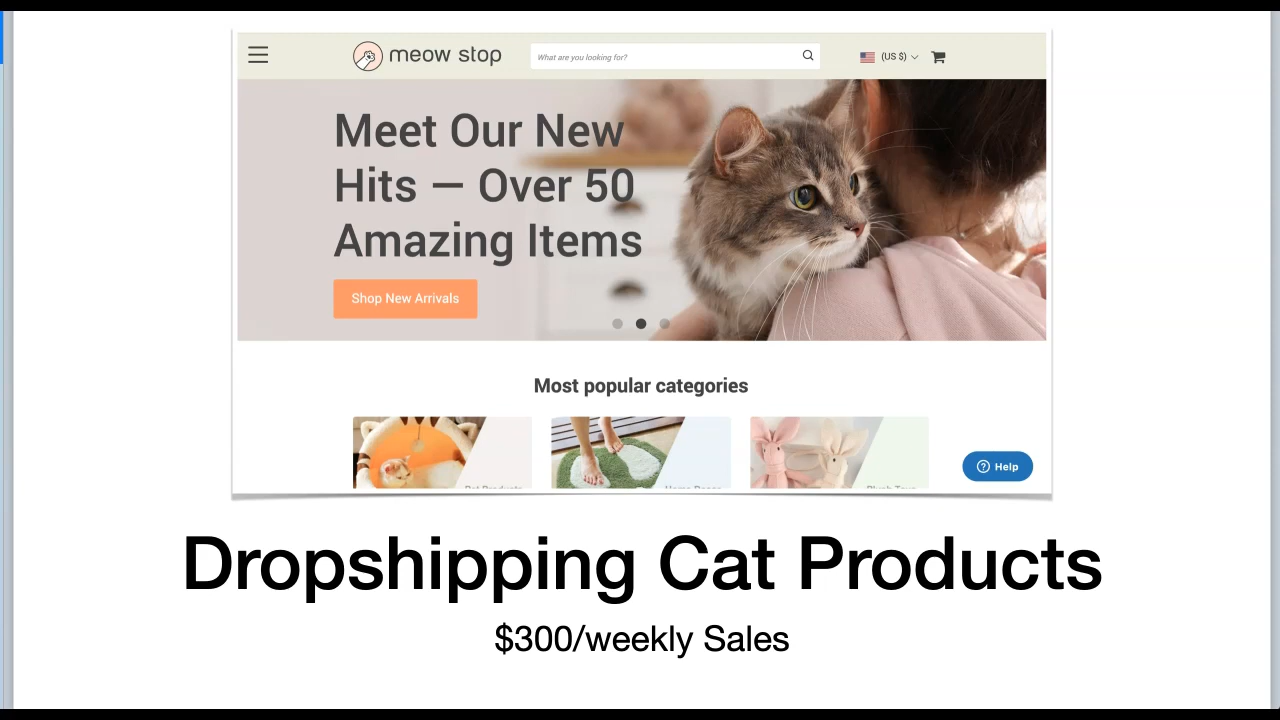 meow stop
What are you looking for?
(US $)
Meet Our New
Hits — Over 50
Amazing Items
Shop New Arrivals
Most popular categories
Help
Dropshipping Cat Products
$300/weekly Sales